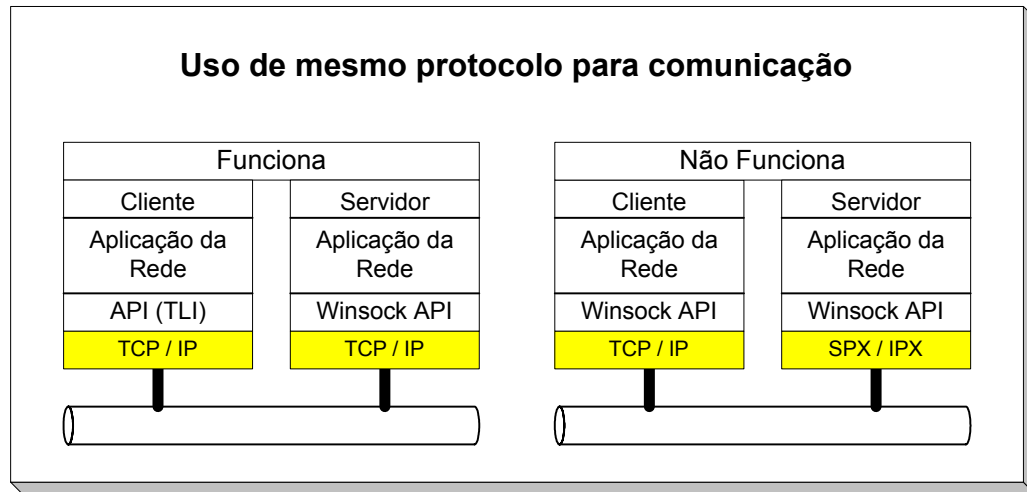 Uso de mesmo protocolo para comunicação
Funciona
Cliente
Aplicação da
Rede
API (TLI)
TCP / IP
Servidor
Aplicação da
Rede
Winsock API
TCP / IP
Não Funciona
Cliente
Aplicação da
Rede
Winsock API
TCP / IP
Servidor
Aplicação da
Rede
Winsock API
SPX / IPX